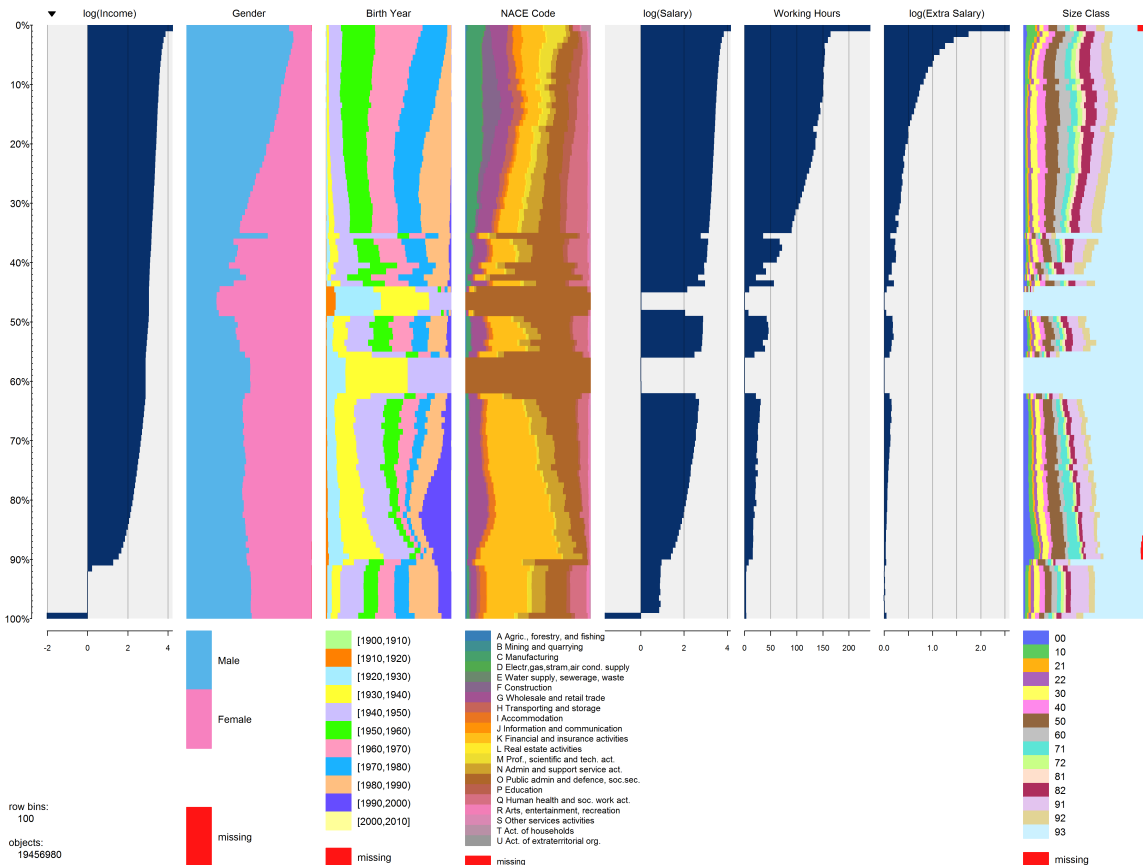 log(Income) Gender Birth Year NACE Code log(Salary) Working Hours log(Extra Salary) Size Class
0%
10%
20%
30%
40%
50%
60%
70%
80%
90%
100%
-2 0 2 4 0 2 4 0 50 100 150 200 0.0 1.0 2.0
Male
Female
missing
[1900,1910)
[1910,1920)
[1920,1930)
[1930,1940)
[1940,1950)
[1950,1960)
[1960,1970)
[1970,1980)
[1980,1990)
[1990,2000)
[2000,2010]
missing
A Agric., forestry, and fishing
B Mining and quarrying
C Manufacturing
D Electr,gas,stram,air cond. supply
E Water supply, sewerage, waste
F Construction
G Wholesale and retail trade
H Transporting and storage
I Accommodation
J Information and communication
K Financial and insurance activities
L Real estate activities
M Prof., scientific and tech. act.
N Admin and support service act.
O Public admin and defence, soc.sec.
P Education
Q Human health and soc. work act.
R Arts, entertainment, recreation
S Other services activities
T Act. of households
U Act. of extraterritorial org.
missing
00
10
21
22
30
40
50
60
71
72
81
82
91
92
93
missing
row bins:
100
objects:
19456980